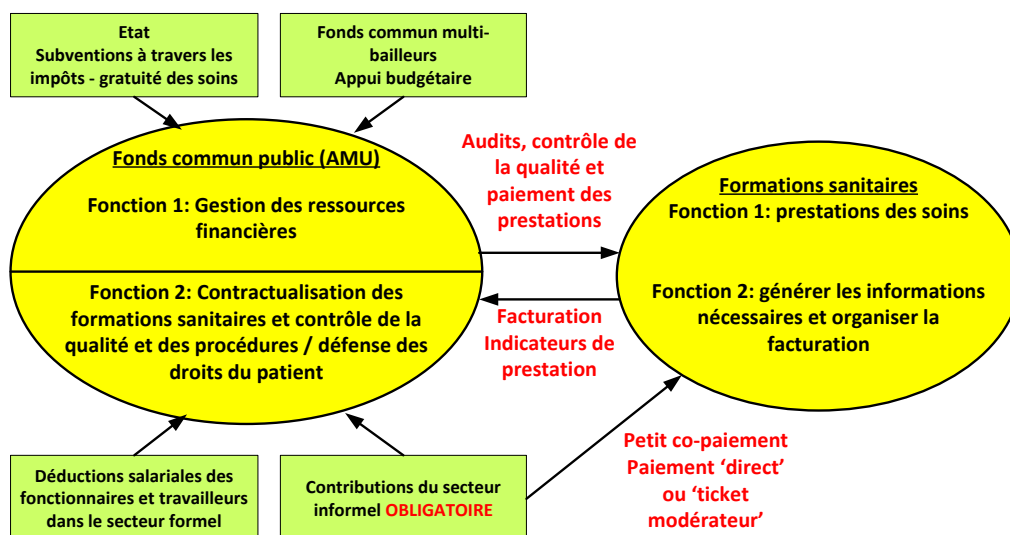 Etat
Subventions à travers les
impôts - gratuité des soins
Fonds commun multi-
bailleurs
Appui budgétaire
Fonds commun public (AMU)
Fonction 1: Gestion des ressources
financières
Fonction 2: Contractualisation des
formations sanitaires et contrôle de la
qualité et des procédures / défense des
droits du patient
Audits, contrôle de
la qualité et
paiement des
prestations
Facturation
Indicateurs de
prestation
Formations sanitaires
Fonction 1: prestations des soins
Fonction 2: générer les informations
nécessaires et organiser la
facturation
Déductions salariales des
fonctionnaires et travailleurs
dans le secteur formel
Contributions du secteur
informel OBLIGATOIRE
Petit co-paiement
Paiement ‘direct’
ou ‘ticket
modérateur’